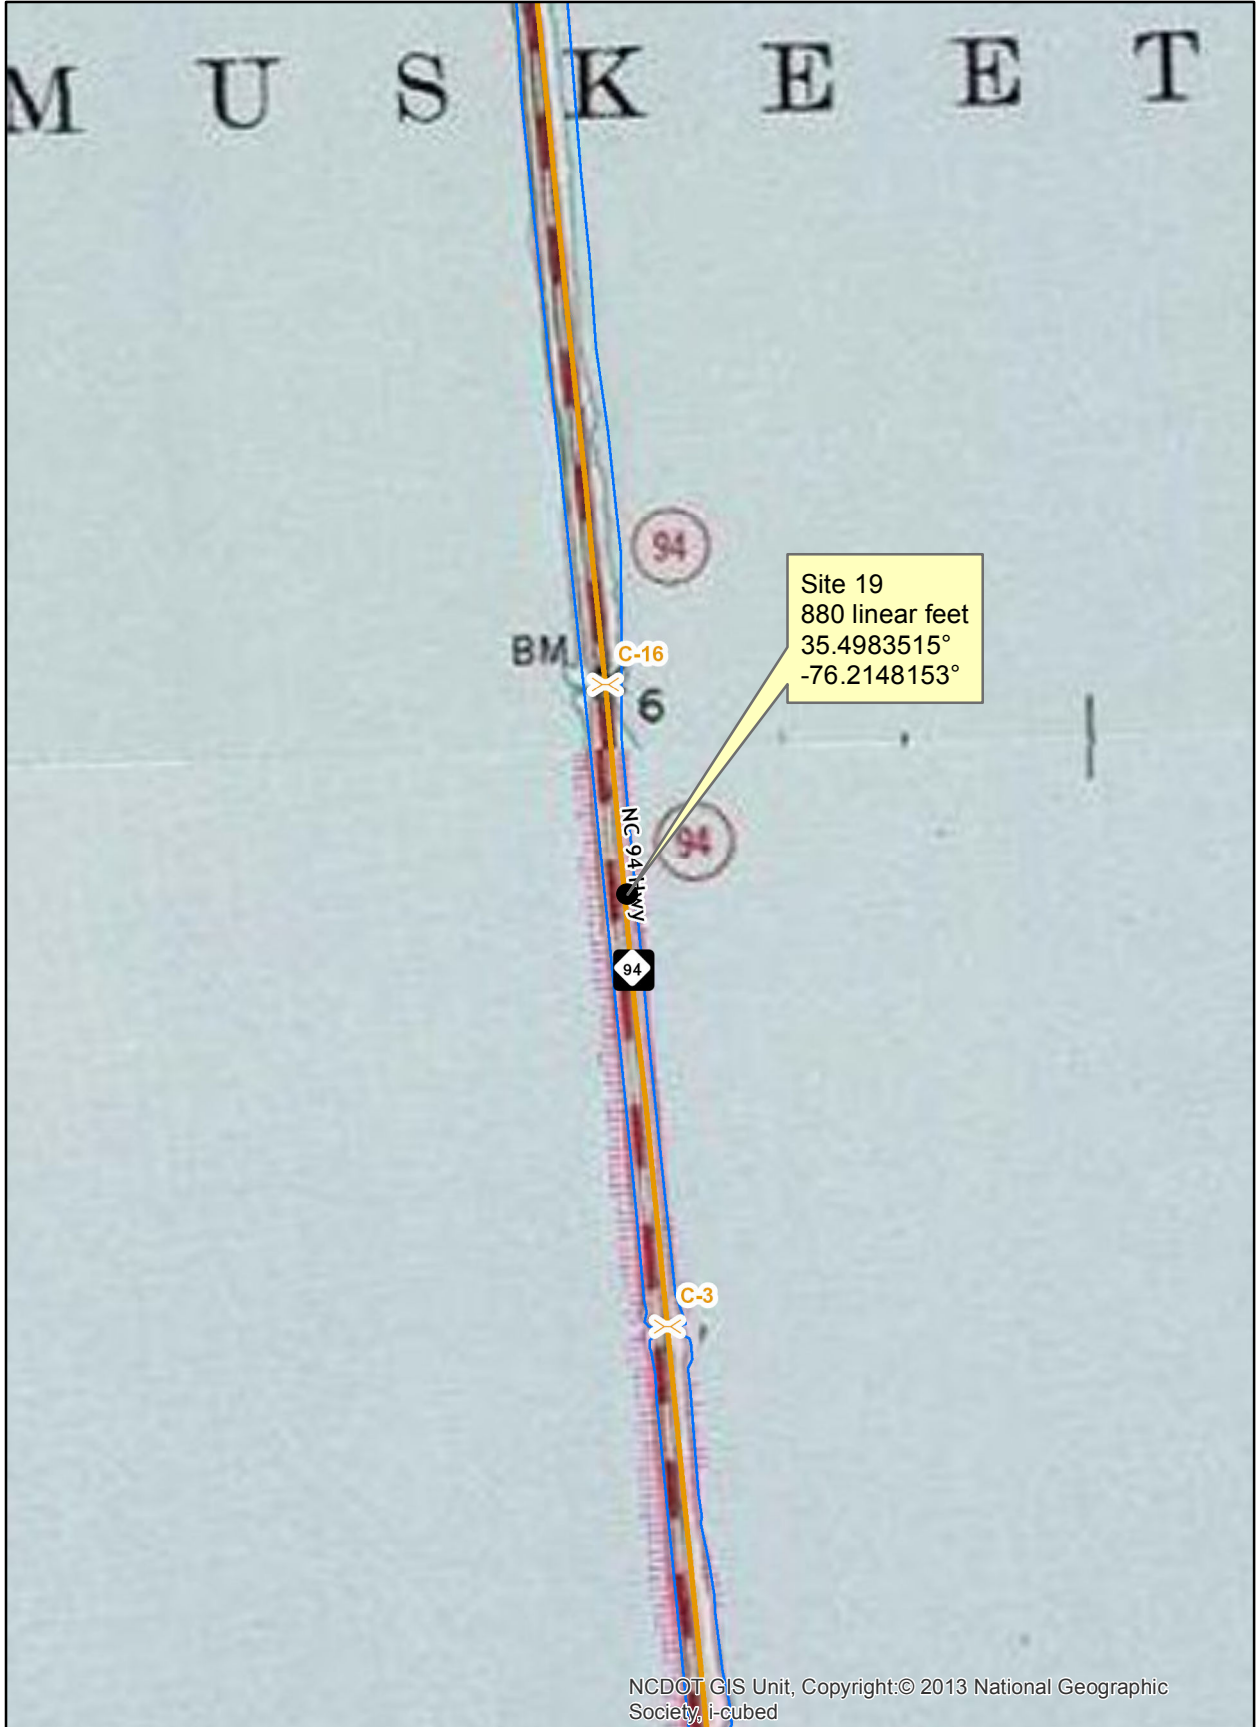 M U S K E E T
94
Site 19
880 linear feet
35.4983515°
-76.2148153°
BM
C-16
6
94
NC 94 Hwy
94
C-3
NCDOT GIS Unit, Copyright:© 2013 National Geographic
Society, i-cubed